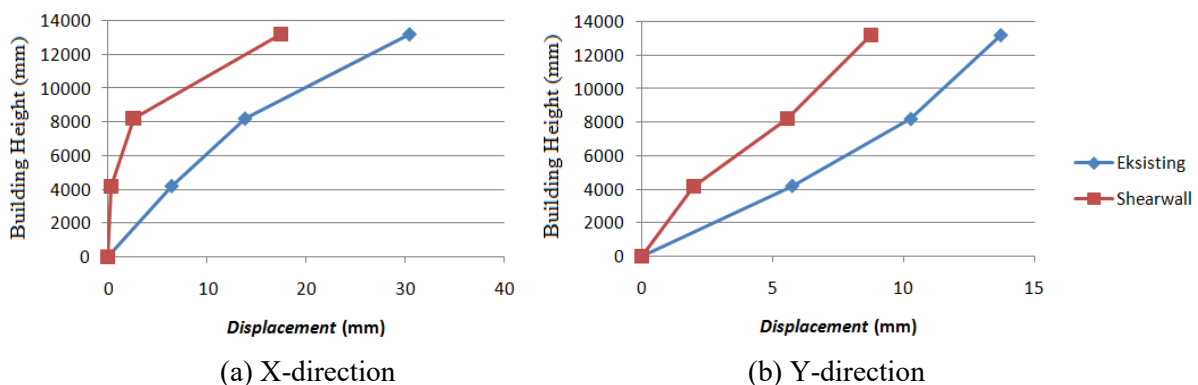 14000
12000
10000
8000
6000
4000
2000
0
Building Height (mm)
0 10 20 30 40
Displacement (mm)
(a) X-direction
14000
12000
10000
8000
6000
4000
2000
0
Building Height (mm)
0 5 10 15
Displacement (mm)
(b) Y-direction
Eksisting
Shearwall